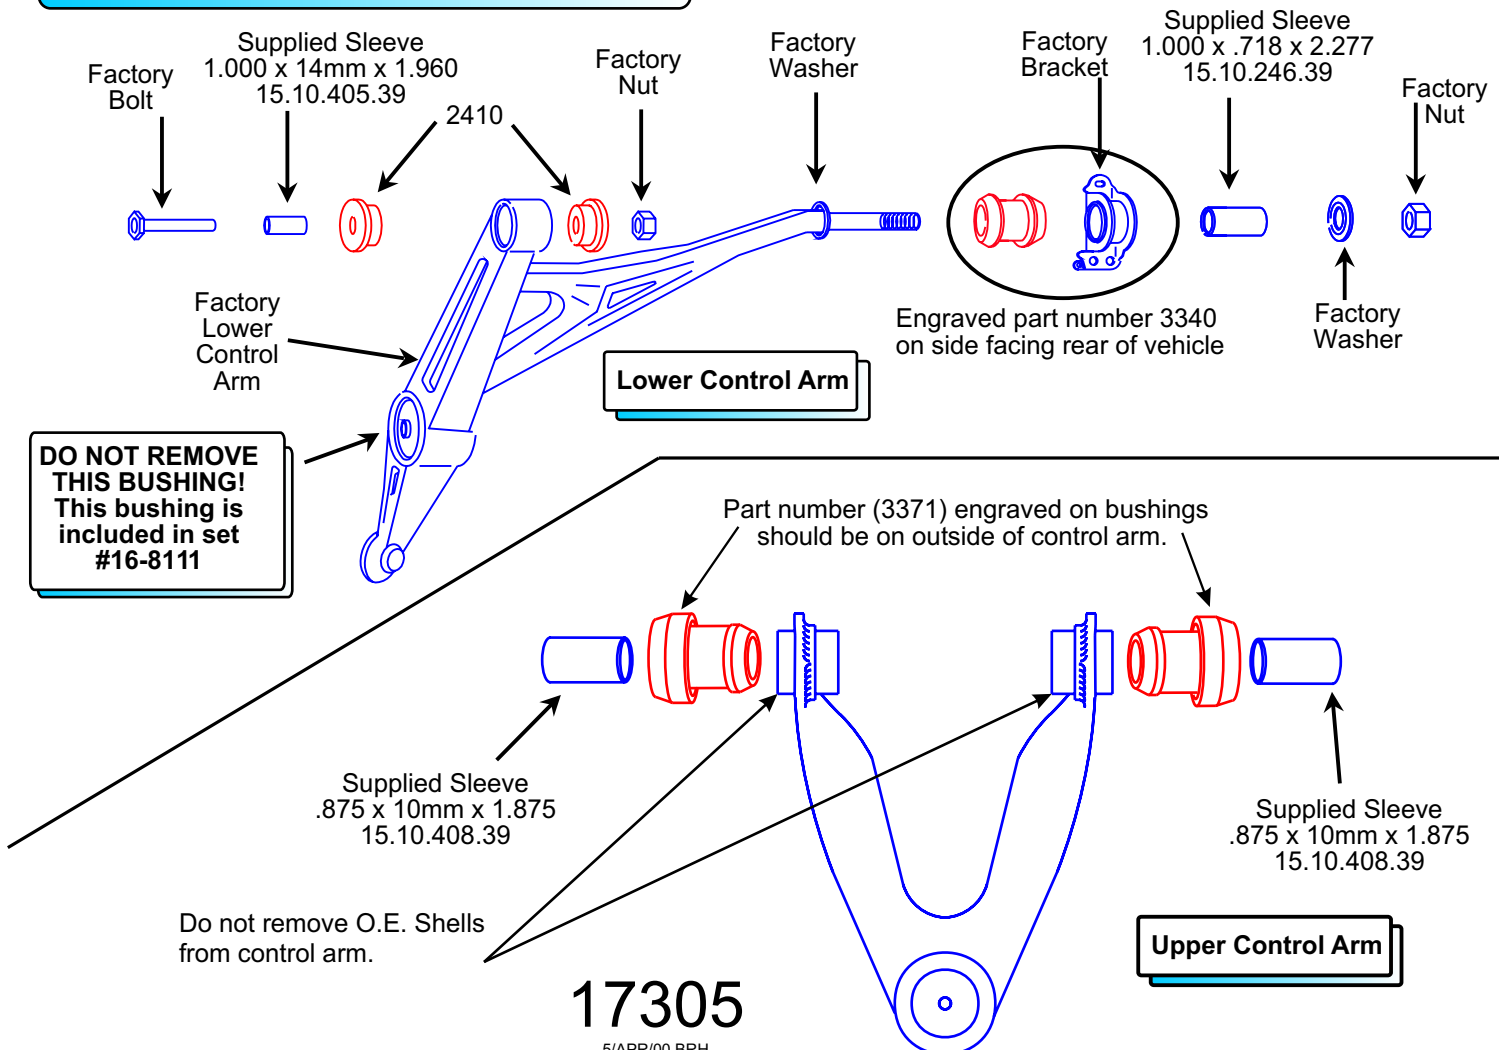 Factory
Bolt
Supplied Sleeve
1.000 x 14mm x 1.960
15.10.405.39
2410
Factory
Nut
Factory
Washer
Factory
Bracket
Supplied Sleeve
1.000 x .718 x 2.277
15.10.246.39
Factory
Nut
Factory
Lower
Control
Arm
Engraved part number 3340
on side facing rear of vehicle
Factory
Washer
Lower Control Arm
DO NOT REMOVE
THIS BUSHING!
This bushing is
included in set
#16-8111
Part number (3371) engraved on bushings
should be on outside of control arm.
Supplied Sleeve
.875 x 10mm x 1.875
15.10.408.39
Supplied Sleeve
.875 x 10mm x 1.875
15.10.408.39
Do not remove O.E. Shells
from control arm.
Upper Control Arm
17305
5/APR/00 BRH